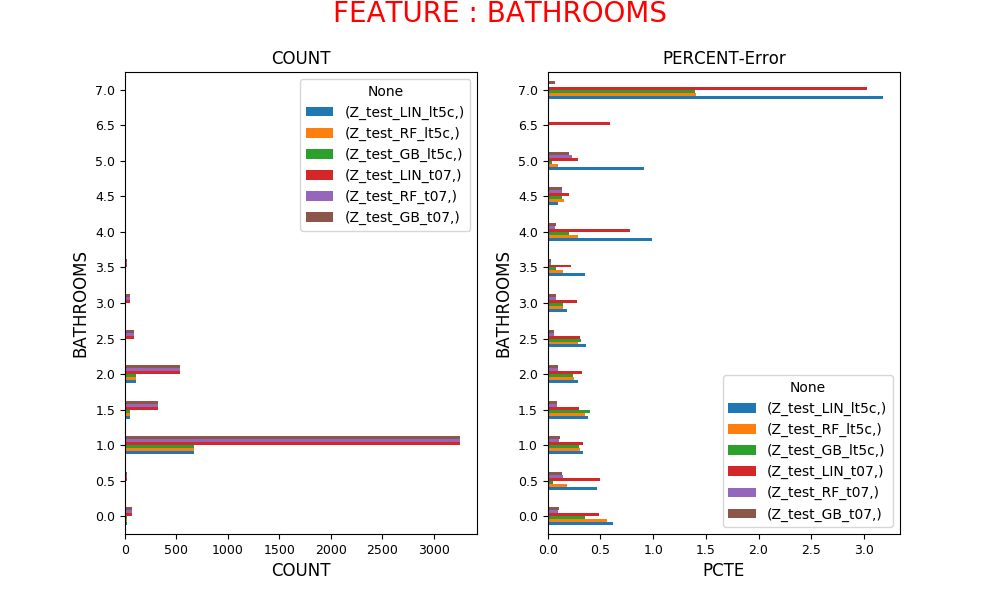 FEATURE : BATHROOMS
COUNT
BATHROOMS
7.0
6.5
5.0
4.5
4.0
3.5
3.0
2.5
2.0
1.5
1.0
0.5
0.0
None
(Z_test_LIN_lt5c,)
(Z_test_RF_lt5c,)
(Z_test_GB_lt5c,)
(Z_test_LIN_t07,)
(Z_test_RF_t07,)
(Z_test_GB_t07,)
0 500 1000 1500 2000 2500 3000
COUNT
PERCENT-Error
BATHROOMS
7.0
6.5
5.0
4.5
4.0
3.5
3.0
2.5
2.0
1.5
1.0
0.5
0.0
None
(Z_test_LIN_lt5c,)
(Z_test_RF_lt5c,)
(Z_test_GB_lt5c,)
(Z_test_LIN_t07,)
(Z_test_RF_t07,)
(Z_test_GB_t07,)
0.0 0.5 1.0 1.5 2.0 2.5 3.0
PCTE